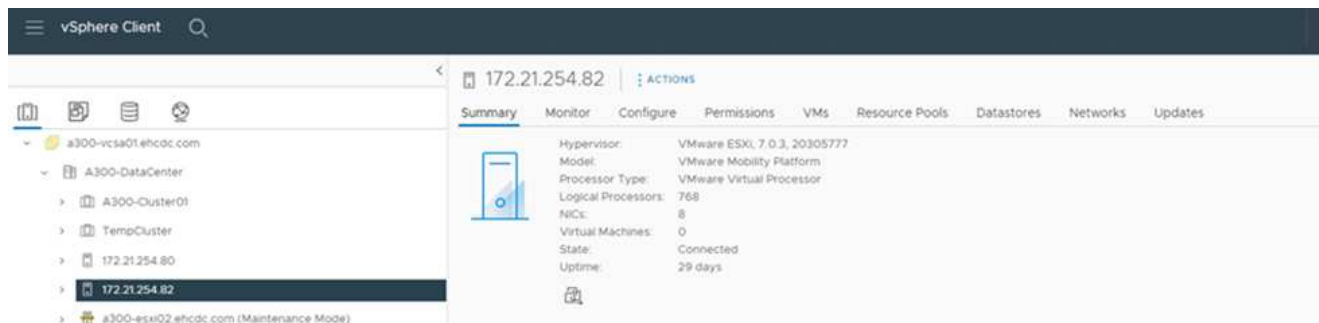 vSphere Client
172.21.254.82
ACTIONS
Summary Monitor Configure Permissions VMs Resource Pools Datastores Networks Updates
a300-vcsa01.ehcdc.com
A300-DataCenter
A300-Cluster01
TempCluster
172.21.254.80
172.21.254.82
a300-esxi02.ehcdc.com (Maintenance Mode)
Hypervisor: VMware ESXi, 7.0.3, 20305777
Model: VMware Mobility Platform
Processor Type: VMware Virtual Processor
Logical Processors: 768
NICs: 8
Virtual Machines: 0
State: Connected
Uptime: 29 days